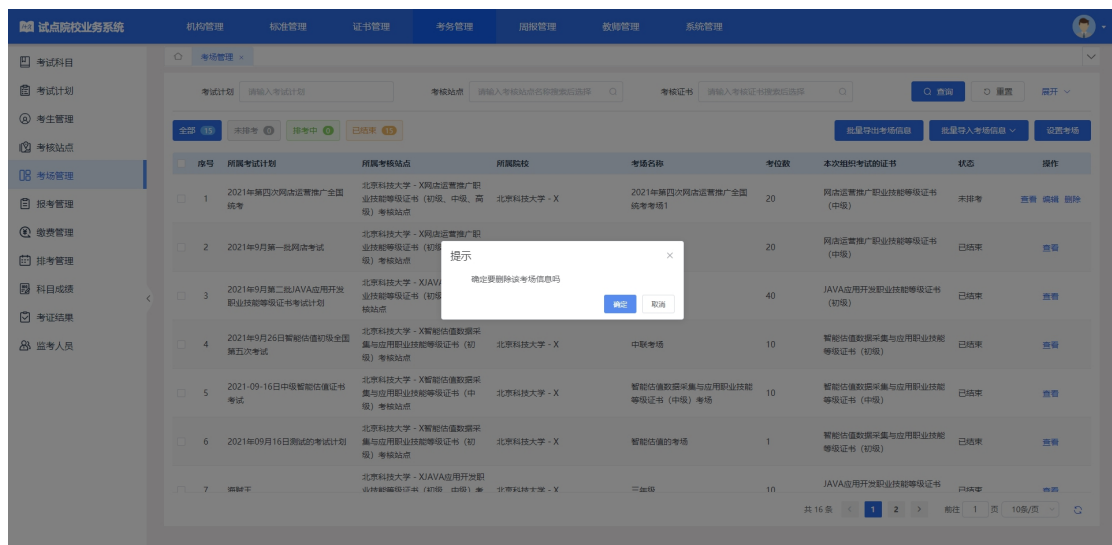 试点院校业务系统 机构管理 标准管理 证书管理 考务管理 周报管理 教师管理 系统管理
考试科目
考试计划
考生管理
考核站点
考场管理
报考管理
缴费管理
排考管理
科目成绩
考证结果
监考人员
考场管理 ×
考试计划 请输入考试计划 考核站点 请输入考核站点名称搜索后选择 考核证书 请输入考核证书搜索后选择 查询 重置 展开
全部 15 未排考 0 排考中 0 已结束 15 批量导出考场信息 批量导入考场信息 设置考场
序号 所属考试计划 所属考核站点 所属院校 考场名称 考位数 本次组织考试的证书 状态 操作
1 2021年第四次网店运营推广全国统考 北京科技大学 - X网店运营推广职业技能等级证书（初级、中级、高级）考核站点 北京科技大学 - X 2021年第四次网店运营推广全国统考考场1 20 网店运营推广职业技能等级证书（中级） 未排考 查看 编辑 删除
2 2021年9月第一批网店考试 北京科技大学 - X网店运营推广职业技能等级证书（初级 级）考核站点 20 网店运营推广职业技能等级证书（中级） 已结束 查看
3 2021年9月第二批JAVA应用开发职业技能等级证书考试计划 北京科技大学 - XJAVA 业技能等级证书（初级 核站点 40 JAVA应用开发职业技能等级证书（初级） 已结束 查看
4 2021年9月26日智能估值初级全国第五次考试 北京科技大学 - X智能估值数据采集与应用职业技能等级证书（初级）考核站点 北京科技大学 - X 中联考场 10 智能估值数据采集与应用职业技能等级证书（初级） 已结束 查看
5 2021-09-16日中级智能估值证书考试 北京科技大学 - X智能估值数据采集与应用职业技能等级证书（中级）考核站点 北京科技大学 - X 智能估值数据采集与应用职业技能等级证书（中级）考场 10 智能估值数据采集与应用职业技能等级证书（中级） 已结束 查看
6 2021年09月16日测试的考试计划 北京科技大学 - X智能估值数据采集与应用职业技能等级证书（初级）考核站点 北京科技大学 - X 智能估值的考场 1 智能估值数据采集与应用职业技能等级证书（初级） 已结束 查看
7 海贼王 北京科技大学 - XJAVA应用开发职业技能等级证书（初级、中级）考 北京科技大学 - X 三年级 10 JAVA应用开发职业技能等级证书 已结束 查看
提示 ×
确定要删除该考场信息吗
确定 取消
共 16 条 1 2 前往 1 页 10条/页